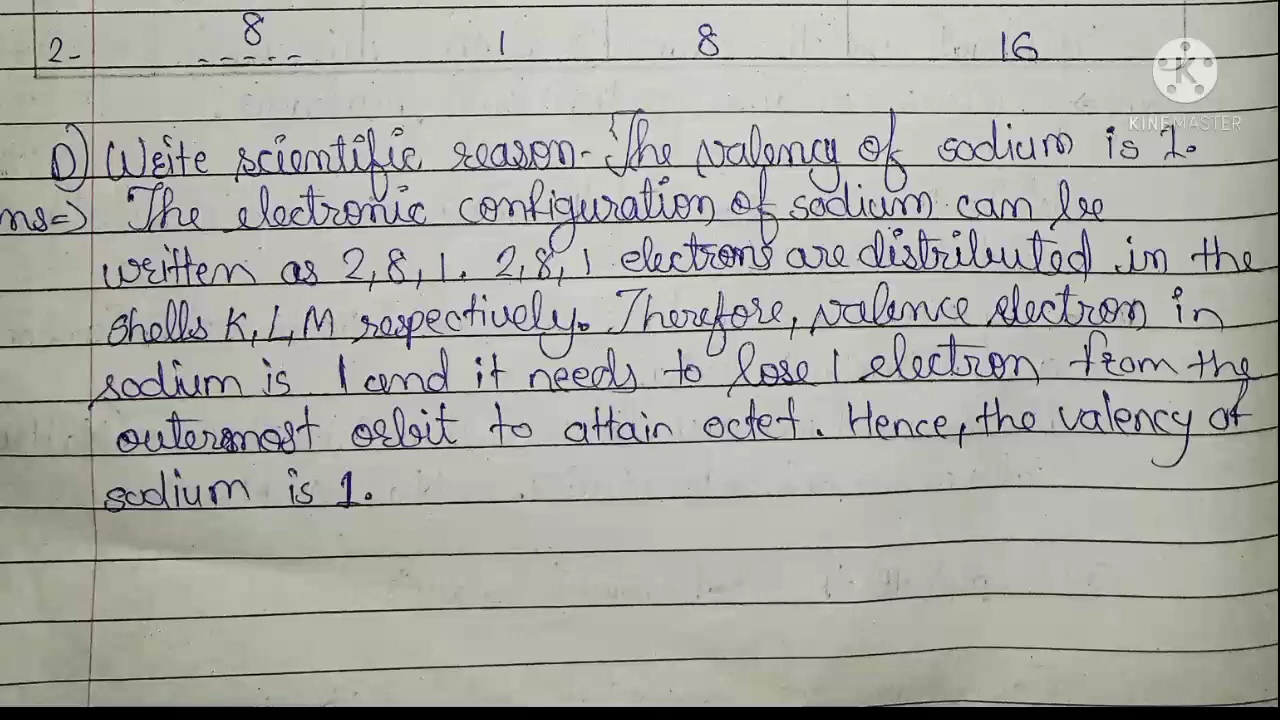 2- 8 1 8 16
KINEMASTER
D) Write scientific reason - The valency of sodium is 1.
ns=> The electronic configuration of sodium can be
written as 2,8,1. 2,8,1 electrons are distributed in the
shells K, L, M respectively. Therefore, valence electron in
sodium is 1 and it needs to lose 1 electron from the
outermost orbit to attain octet. Hence, the valency of
sodium is 1.